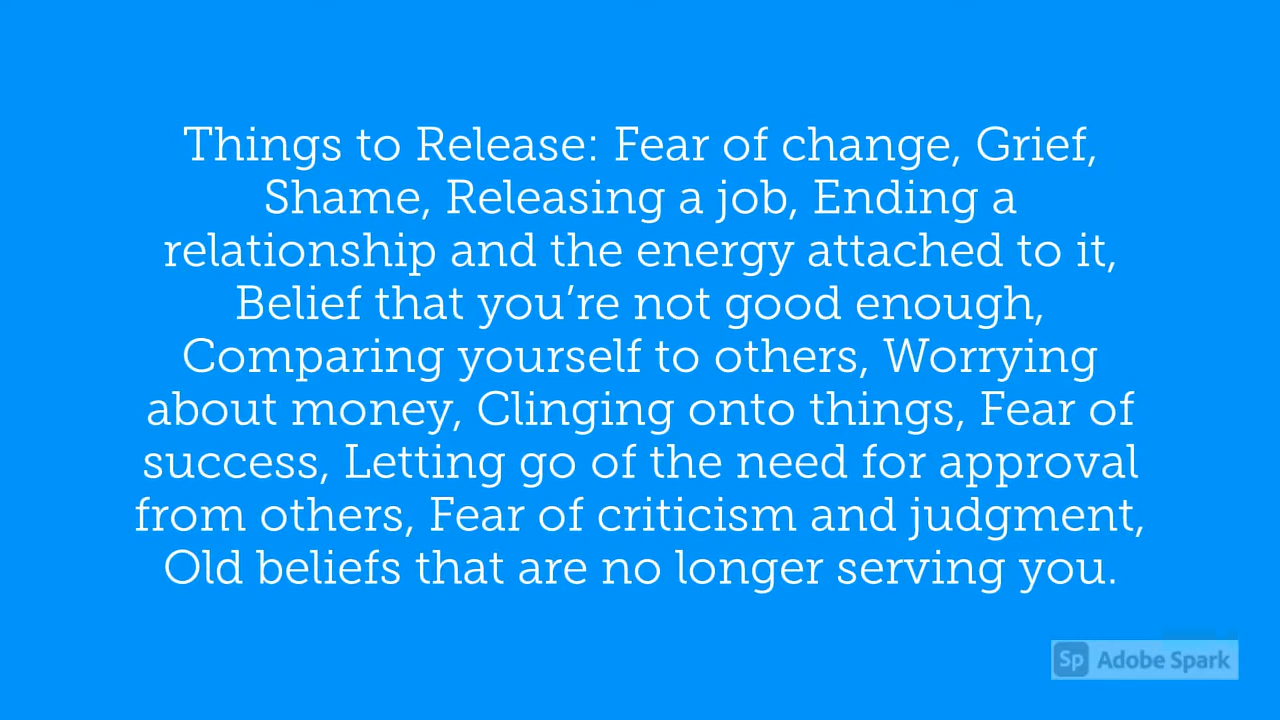 Things to Release: Fear of change, Grief,
Shame, Releasing a job, Ending a
relationship and the energy attached to it,
Belief that you’re not good enough,
Comparing yourself to others, Worrying
about money, Clinging onto things, Fear of
success, Letting go of the need for approval
from others, Fear of criticism and judgment,
Old beliefs that are no longer serving you.
Sp Adobe Spark